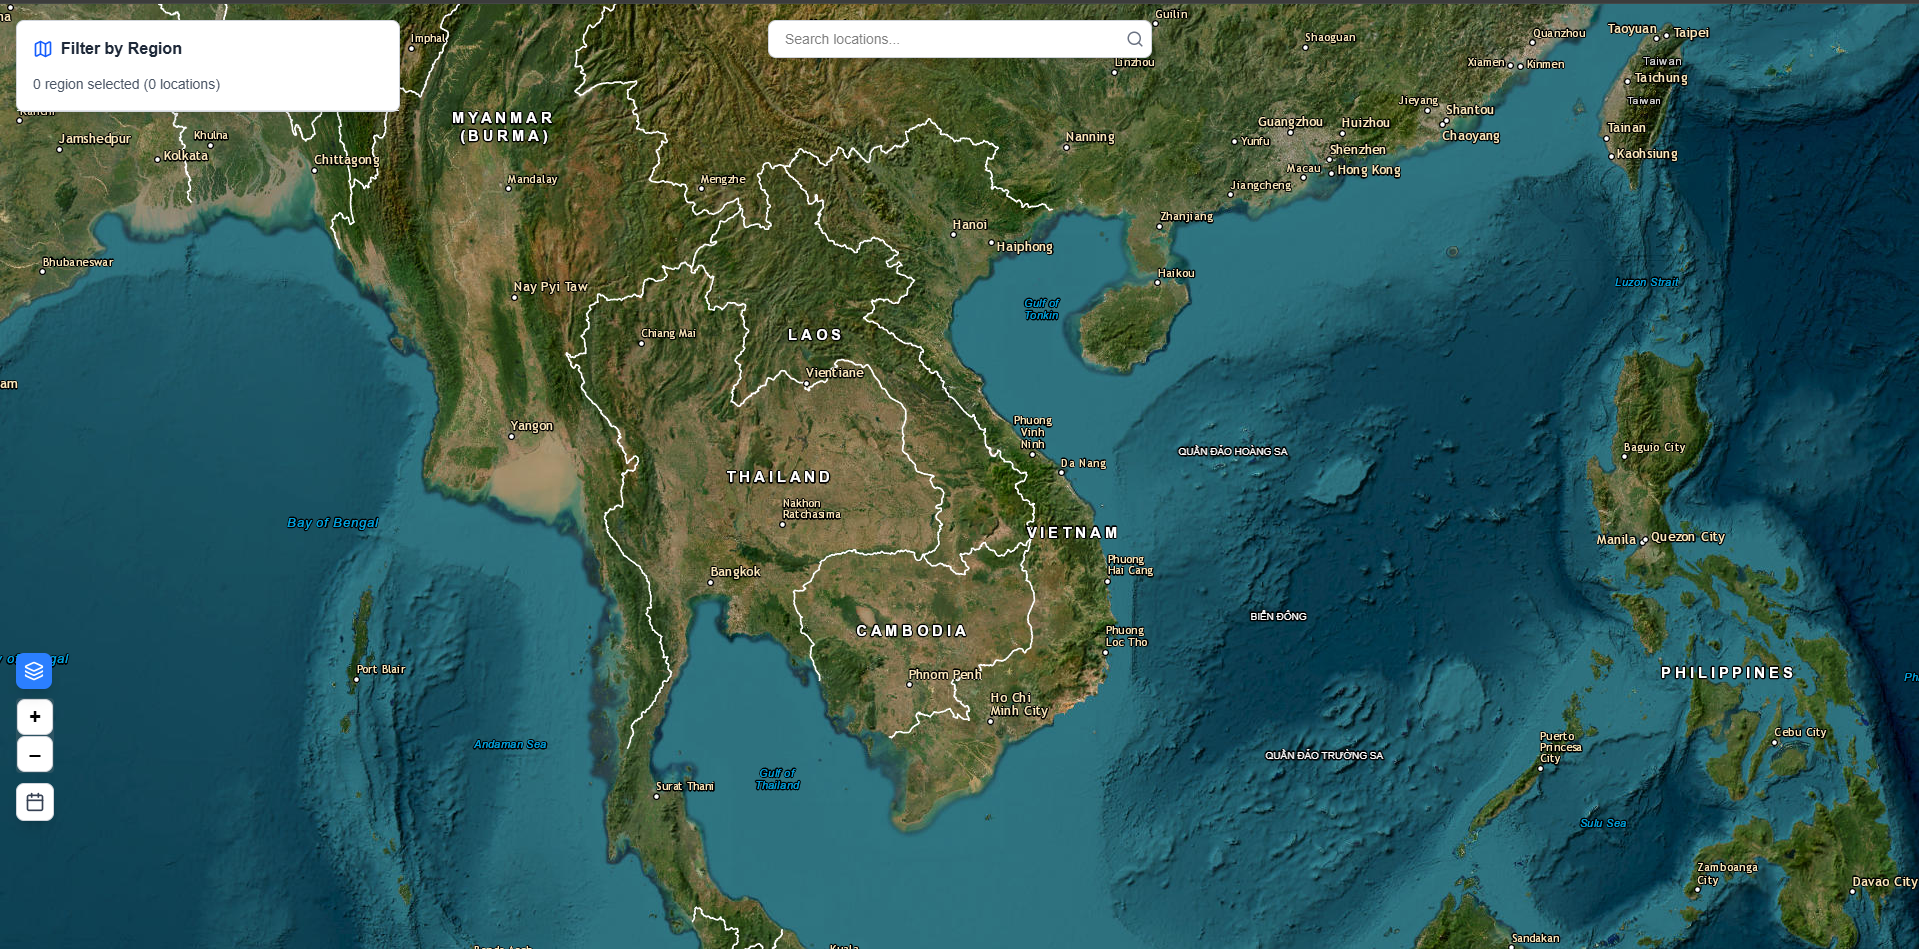 Filter by Region
0 region selected (0 locations)
Search locations...
Imphal
Guilin
Shaoguan
Linzhou
Quanzhou
Xiamen
Kinmen
Taoyuan
Taipei
Taiwan
Taichung
Taiwan
Tainan
Kaohsiung
Jamshedpur
Khulna
Kolkata
Chittagong
MYANMAR
(BURMA)
Mandalay
Mengzhe
Nanning
Guangzhou
Huizhou
Jieyang
Shantou
Chaoyang
Yunfu
Shenzhen
Macau
Hong Kong
Jiangcheng
Zhanjiang
Hanoi
Haiphong
Haikou
Bhubaneswar
Nay Pyi Taw
Gulf of
Tonkin
Luzon Strait
Chiang Mai
LAOS
Vientiane
am
Yangon
Phuong
Vinh
Ninh
Da Nang
QUẦN ĐẢO HOÀNG SA
Baguio City
THAILAND
Nakhon
Ratchasima
Bay of Bengal
VIETNAM
Manila
Quezon City
Bangkok
Phuong
Hai Cang
CAMBODIA
BIỂN ĐÔNG
Phuong
Loc Tho
Port Blair
Phnom Penh
PHILIPPINES
Ho Chi
Minh City
+
−
Andaman Sea
Gulf of
Thailand
QUẦN ĐẢO TRƯỜNG SA
Puerto
Princesa
City
Cebu City
Surat Thani
Sulu Sea
Zamboanga
City
Davao City
Sandakan